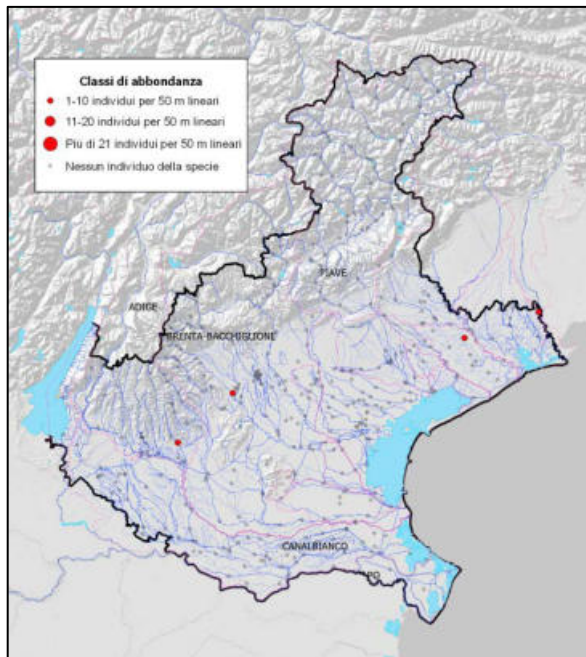 Classi di abbondanza
1-10 individui per 50 m lineari
11-20 individui per 50 m lineari
Più di 21 individui per 50 m lineari
Nessun individuo della specie
PIAVE
ADIGE
BRENTA-BACCHIGLIONE
CANALBIANCO
PO